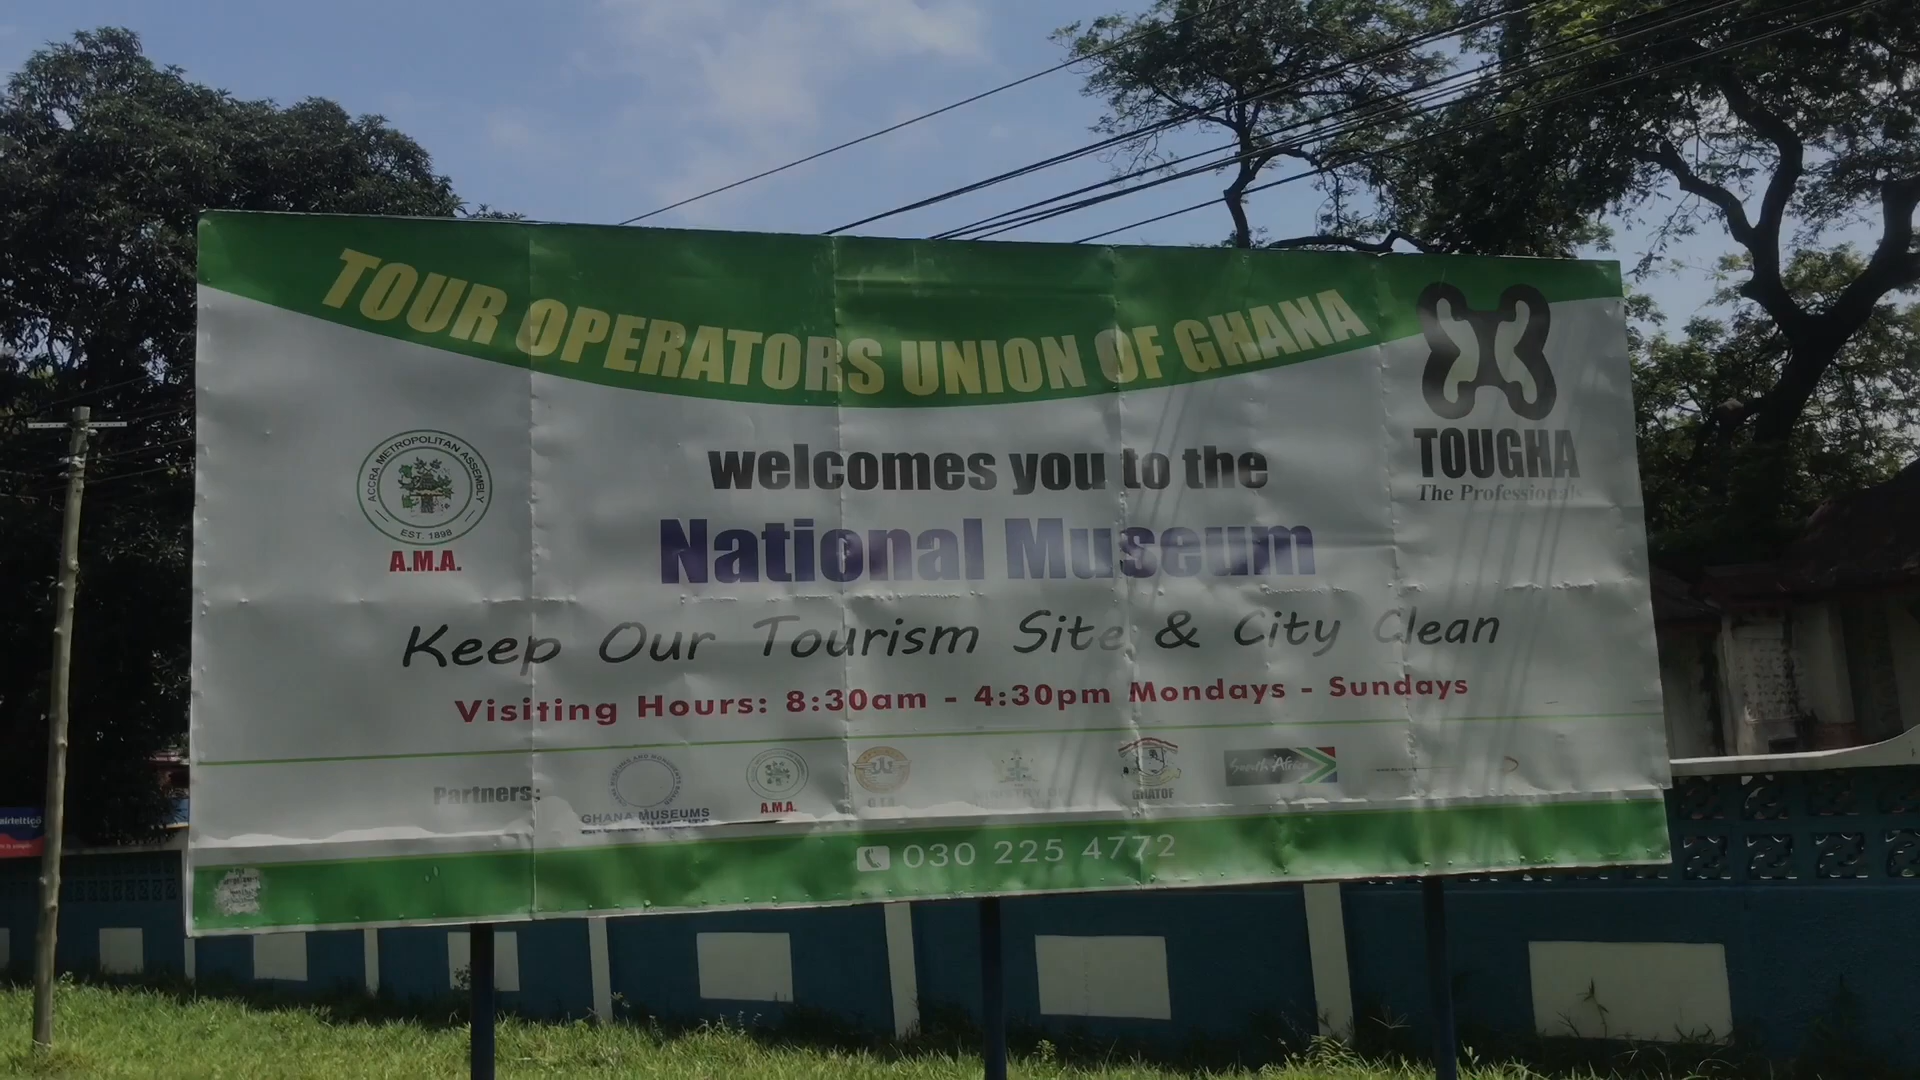 TOUR OPERATORS UNION OF GHANA
TOUGHA
The Professionals
ACCRA METROPOLITAN ASSEMBLY
EST. 1898
A.M.A.
welcomes you to the
National Museum
Keep Our Tourism Site & City Clean
Visiting Hours: 8:30am - 4:30pm Mondays - Sundays
Partners:
GHANA MUSEUMS
A.M.A.
MINISTRY OF
GHATOF
South Africa
030 225 4772